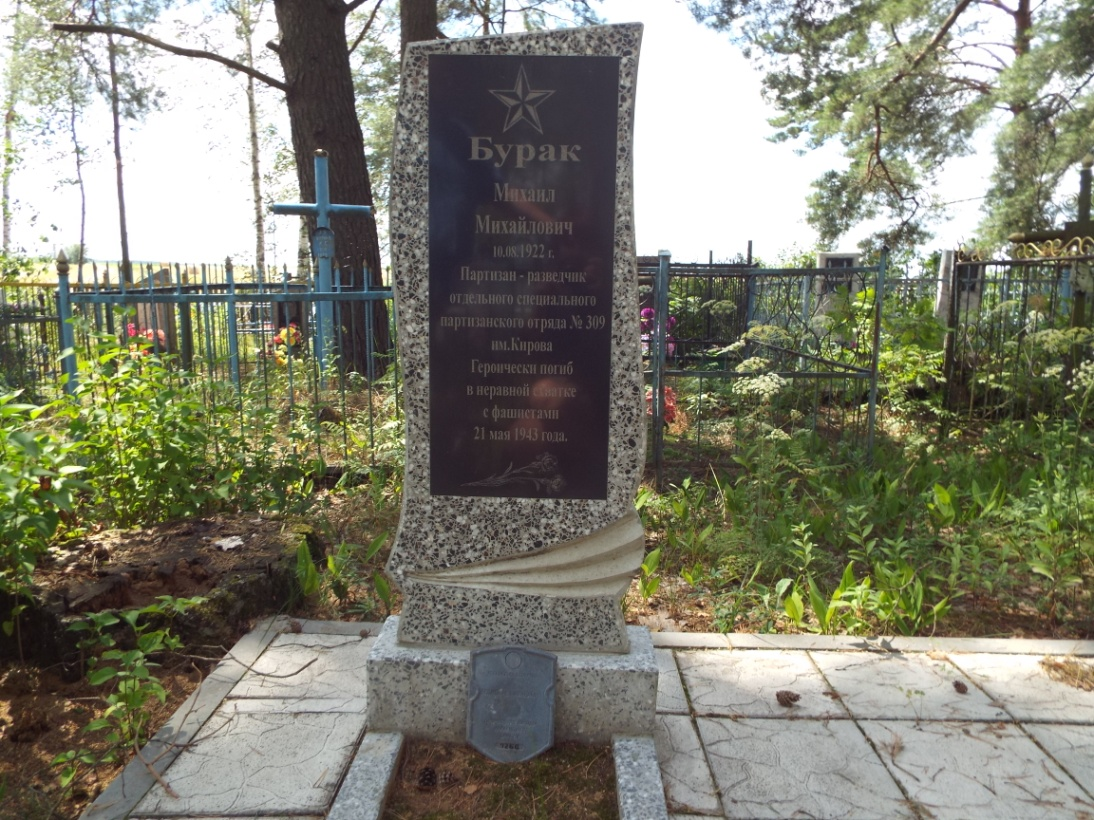 Бурак
Михаил
Михайлович
10.08.1922 г.
Партизан - разведчик
отдельного специального
партизанского отряда № 309
им.Кирова
Героически погиб
в неравной схватке
с фашистами
21 мая 1943 года.